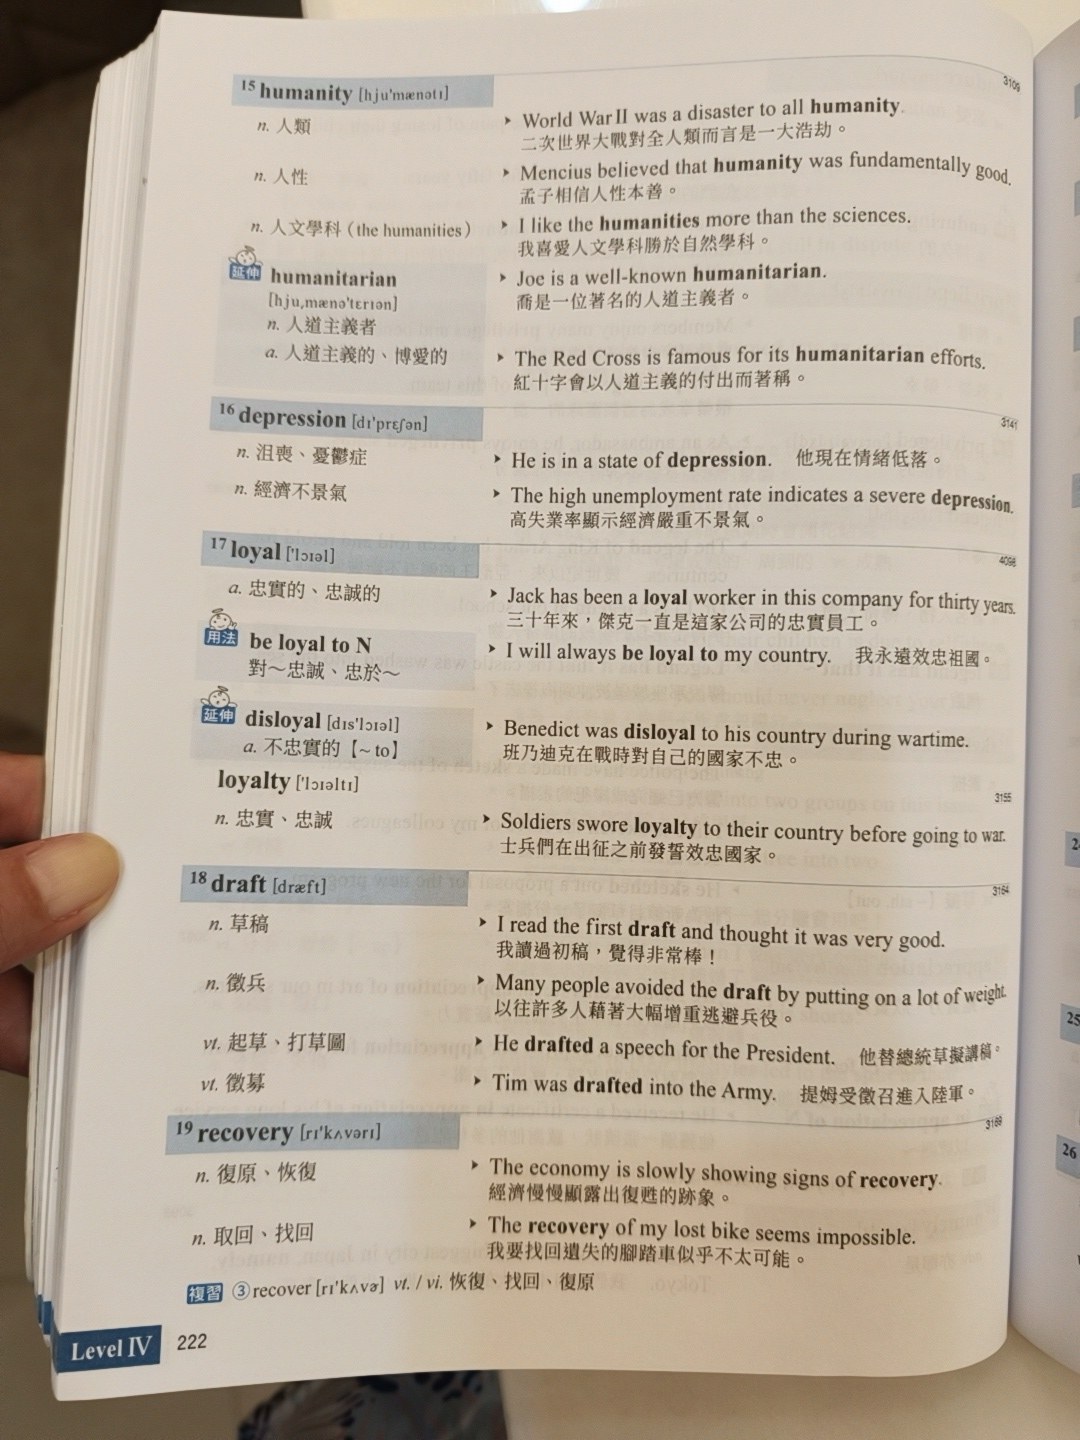 15 humanity [hju'mænətɪ] 3109
n. 人類
▸ World War II was a disaster to all humanity.
二次世界大戰對全人類而言是一大浩劫。
n. 人性
▸ Mencius believed that humanity was fundamentally good.
孟子相信人性本善。
n. 人文學科（the humanities）
▸ I like the humanities more than the sciences.
我喜愛人文學科勝於自然學科。
延伸 humanitarian
[hju,mænə'tɛrɪən]
n. 人道主義者
▸ Joe is a well-known humanitarian.
喬是一位著名的人道主義者。
a. 人道主義的、博愛的
▸ The Red Cross is famous for its humanitarian efforts.
紅十字會以人道主義的付出而著稱。
16 depression [dɪ'prɛʃən] 3141
n. 沮喪、憂鬱症
▸ He is in a state of depression. 他現在情緒低落。
n. 經濟不景氣
▸ The high unemployment rate indicates a severe depression.
高失業率顯示經濟嚴重不景氣。
17 loyal ['lɔɪəl] 4098
a. 忠實的、忠誠的
▸ Jack has been a loyal worker in this company for thirty years.
三十年來，傑克一直是這家公司的忠實員工。
用法 be loyal to N
對～忠誠、忠於～
▸ I will always be loyal to my country. 我永遠效忠祖國。
延伸 disloyal [dɪs'lɔɪəl]
a. 不忠實的【~ to】
▸ Benedict was disloyal to his country during wartime.
班乃迪克在戰時對自己的國家不忠。
loyalty ['lɔɪəltɪ] 3155
n. 忠實、忠誠
▸ Soldiers swore loyalty to their country before going to war.
士兵們在出征之前發誓效忠國家。
18 draft [dræft] 3164
n. 草稿
▸ I read the first draft and thought it was very good.
我讀過初稿，覺得非常棒！
n. 徵兵
▸ Many people avoided the draft by putting on a lot of weight.
以往許多人藉著大幅增重逃避兵役。
vt. 起草、打草圖
▸ He drafted a speech for the President. 他替總統草擬講稿。
vt. 徵募
▸ Tim was drafted into the Army. 提姆受徵召進入陸軍。
19 recovery [rɪ'kʌvərɪ] 3169
n. 復原、恢復
▸ The economy is slowly showing signs of recovery.
經濟慢慢顯露出復甦的跡象。
n. 取回、找回
▸ The recovery of my lost bike seems impossible.
我要找回遺失的腳踏車似乎不太可能。
複習 ③ recover [rɪ'kʌvɚ] vt. / vi. 恢復、找回、復原
Level IV 222
25
26